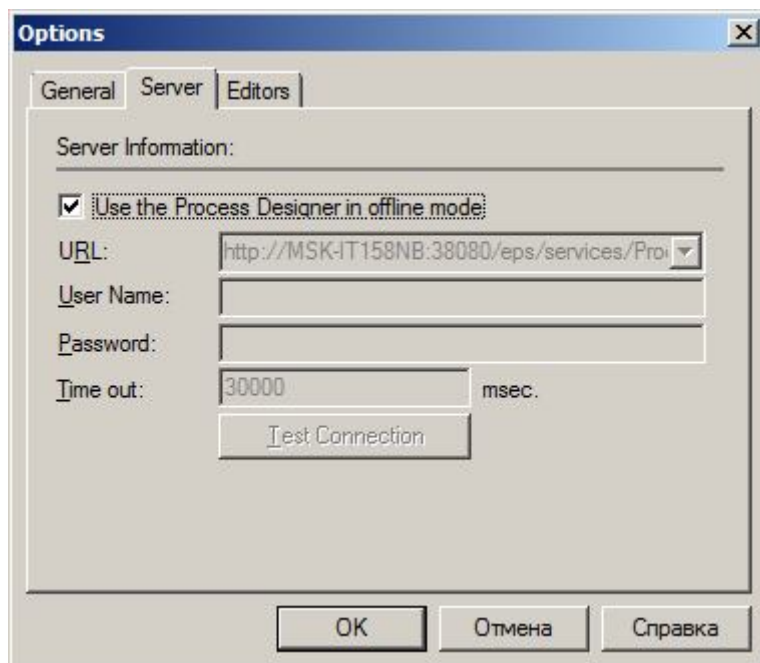 Options
General Server Editors
Server Information:
Use the Process Designer in offline mode
URL: http://MSK-IT158NB:38080/eps/services/Pro
User Name:
Password:
Time out: 30000 msec.
Test Connection
OK Отмена Справка